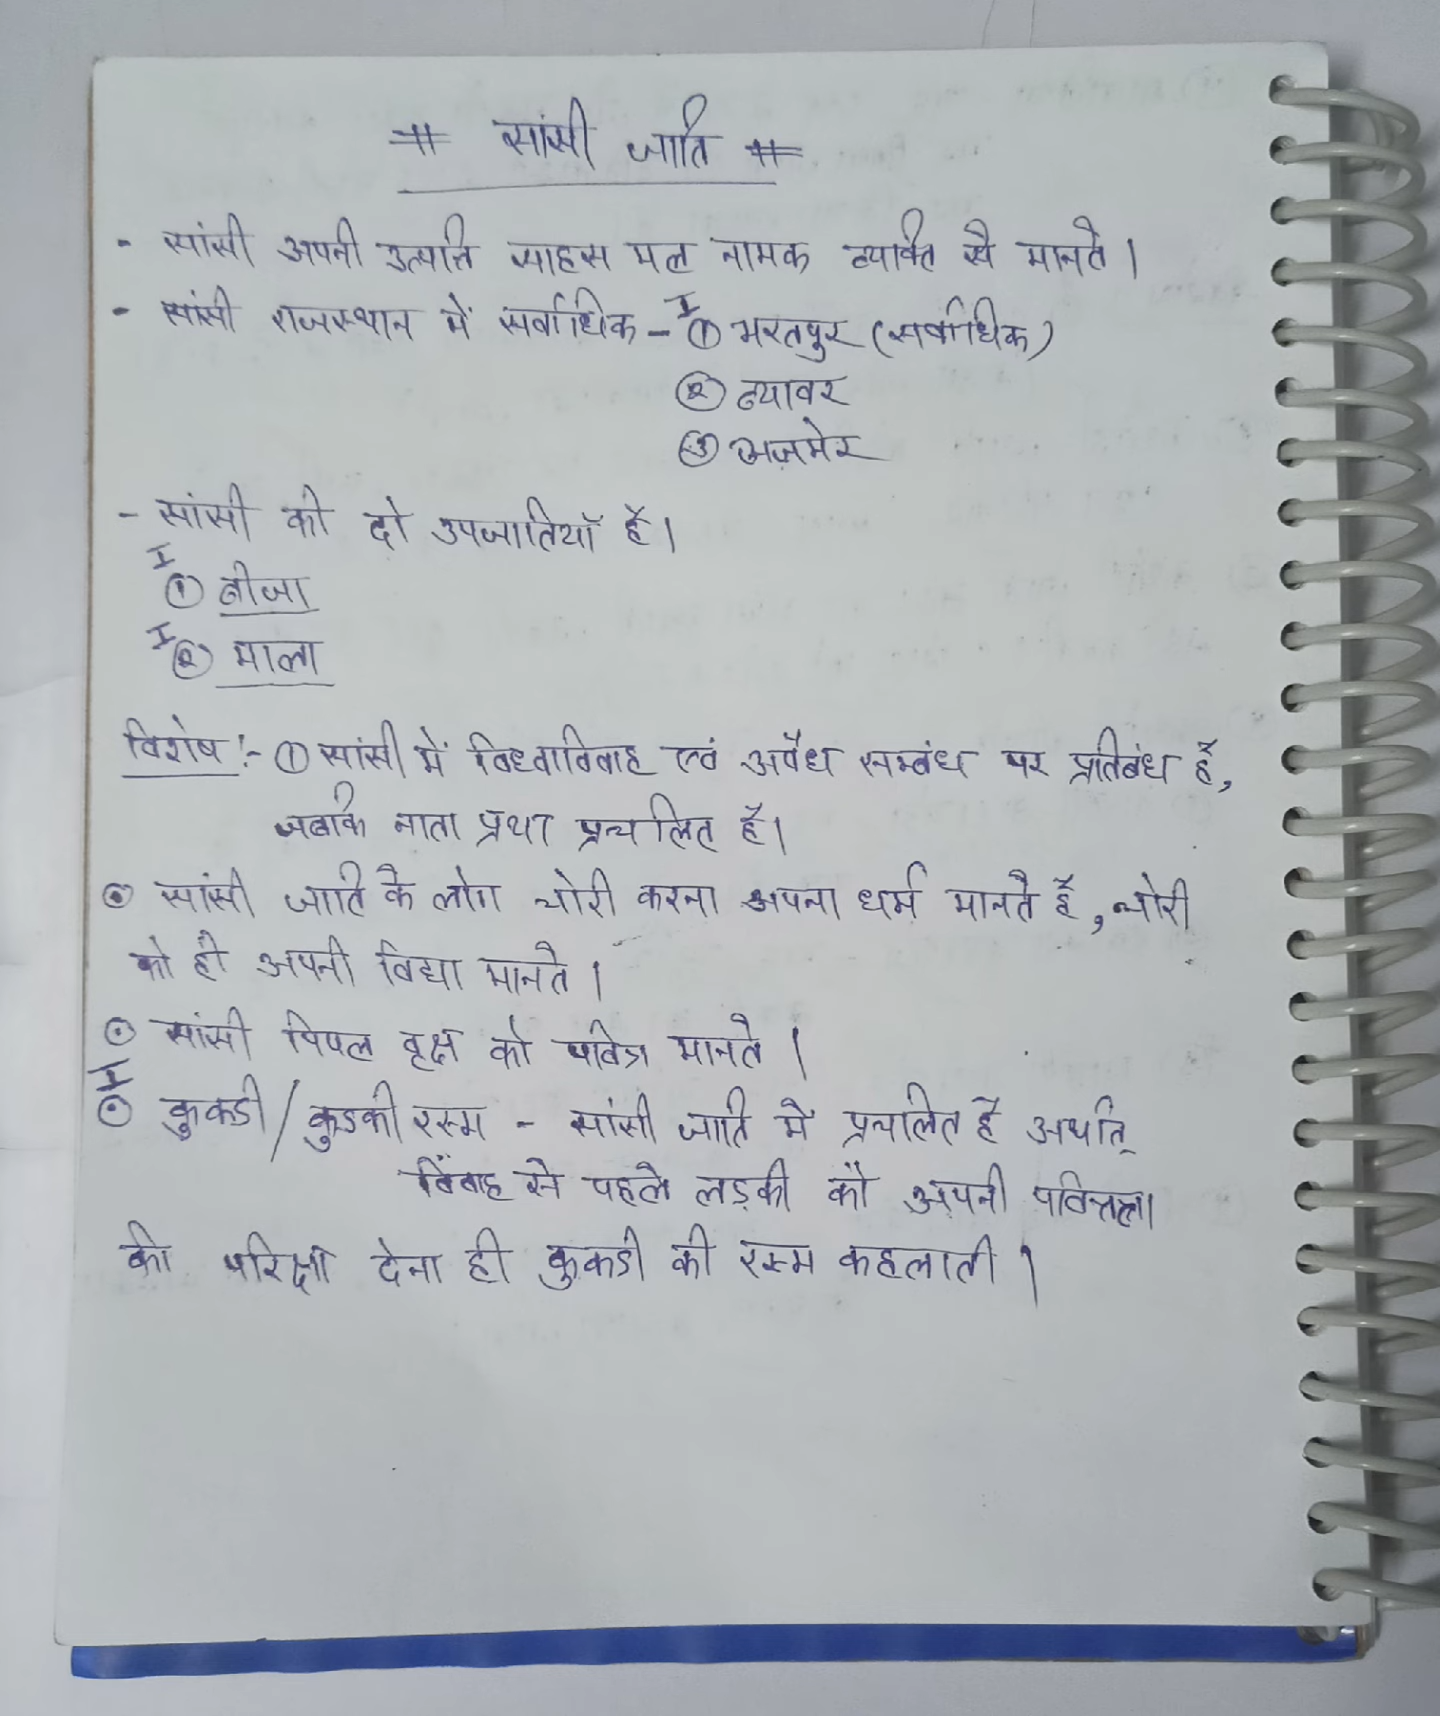 # सांसी जाति #
- सांसी अपनी उत्पत्ति साहस मल नामक व्यक्ति से मानते।
- सांसी राजस्थान में सर्वाधिक - I ① भरतपुर (सर्वाधिक)
② ब्यावर
③ अजमेर
- सांसी की दो उपजातियाँ हैं।
I ① बीजा
I ② माला
विशेष :- ① सांसी में विधवाविवाह एवं अवैध सम्बंध पर प्रतिबंध है,
जबकि नाता प्रथा प्रचलित है।
⊙ सांसी जाति के लोग चोरी करना अपना धर्म मानते है, चोरी
को ही अपनी विद्या मानते।
⊙ सांसी पिपल वृक्ष को पवित्र मानते।
I ⊙ कुकडी / कुडकी रस्म - सांसी जाति में प्रचलित है अर्थात्
विवाह से पहले लड़की को अपनी पवित्रता
की परिक्षा देना ही कुकडी की रस्म कहलाती।